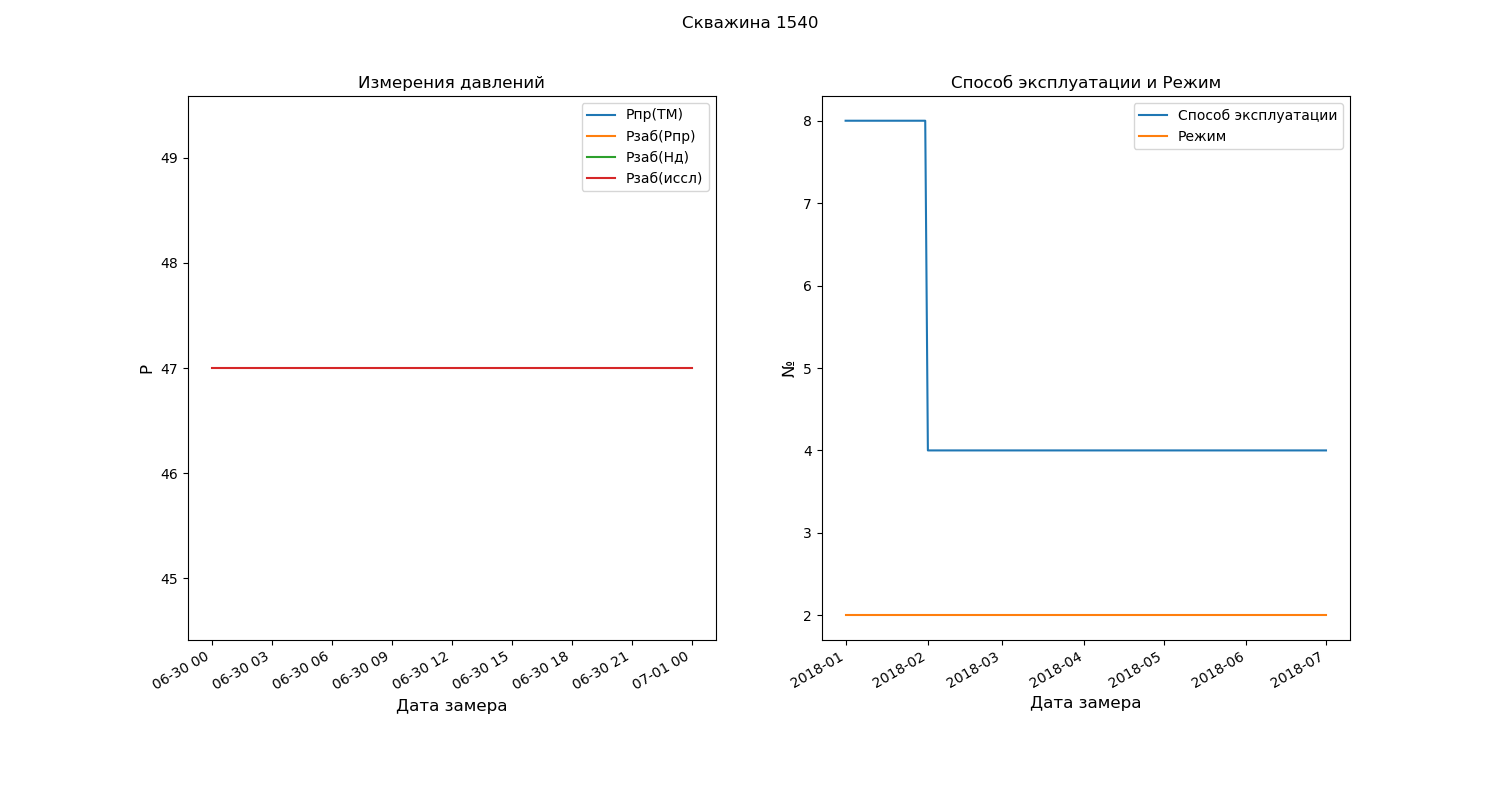 Скважина 1540
Измерения давлений
Рпр(ТМ)
Рзаб(Рпр)
Рзаб(Нд)
Рзаб(иссл)
49
48
47
46
45
Р
06-30 00
06-30 03
06-30 06
06-30 09
06-30 12
06-30 15
06-30 18
06-30 21
07-01 00
Дата замера
Способ эксплуатации и Режим
Способ эксплуатации
Режим
8
7
6
5
4
3
2
№
2018-01
2018-02
2018-03
2018-04
2018-05
2018-06
2018-07
Дата замера